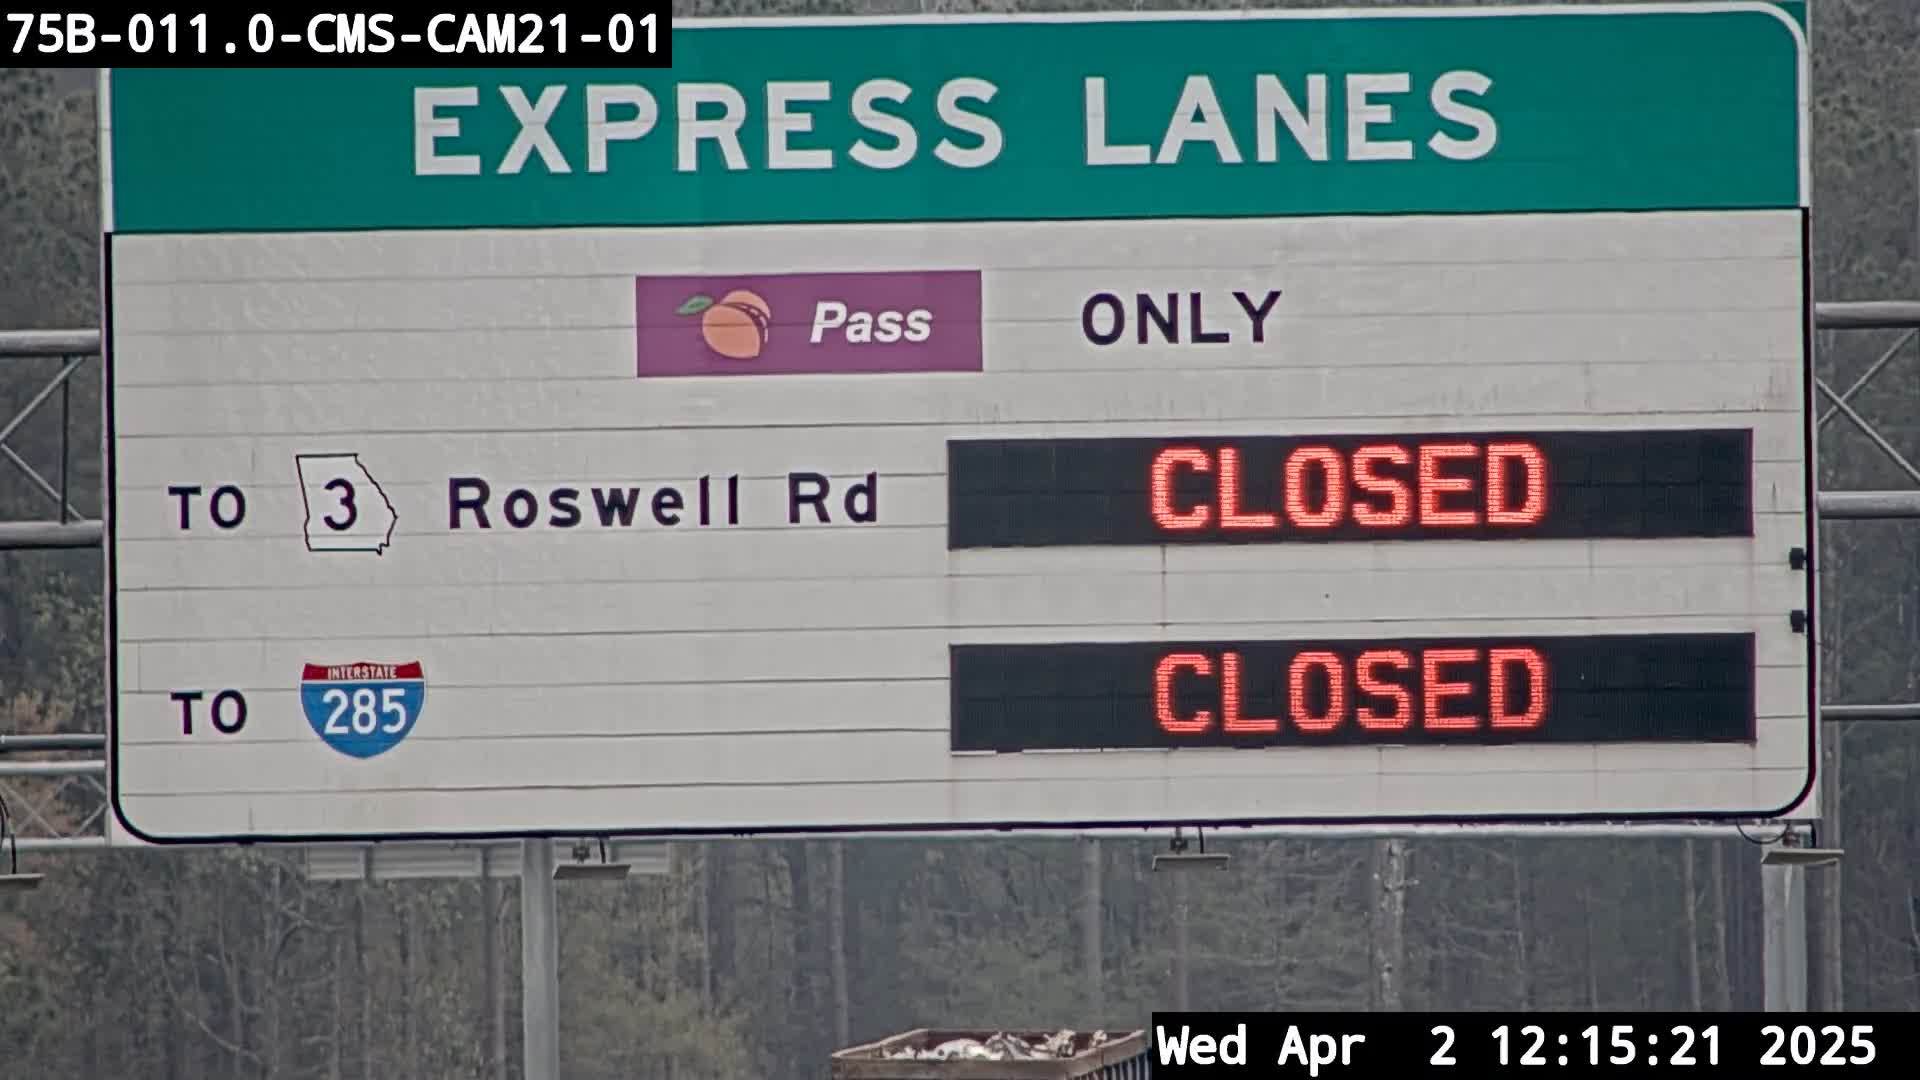 75B-011.0-CMS-CAM21-01
EXPRESS LANES
Pass ONLY
TO 3 Roswell Rd CLOSED
TO INTERSTATE 285 CLOSED
Wed Apr 2 12:15:21 2025